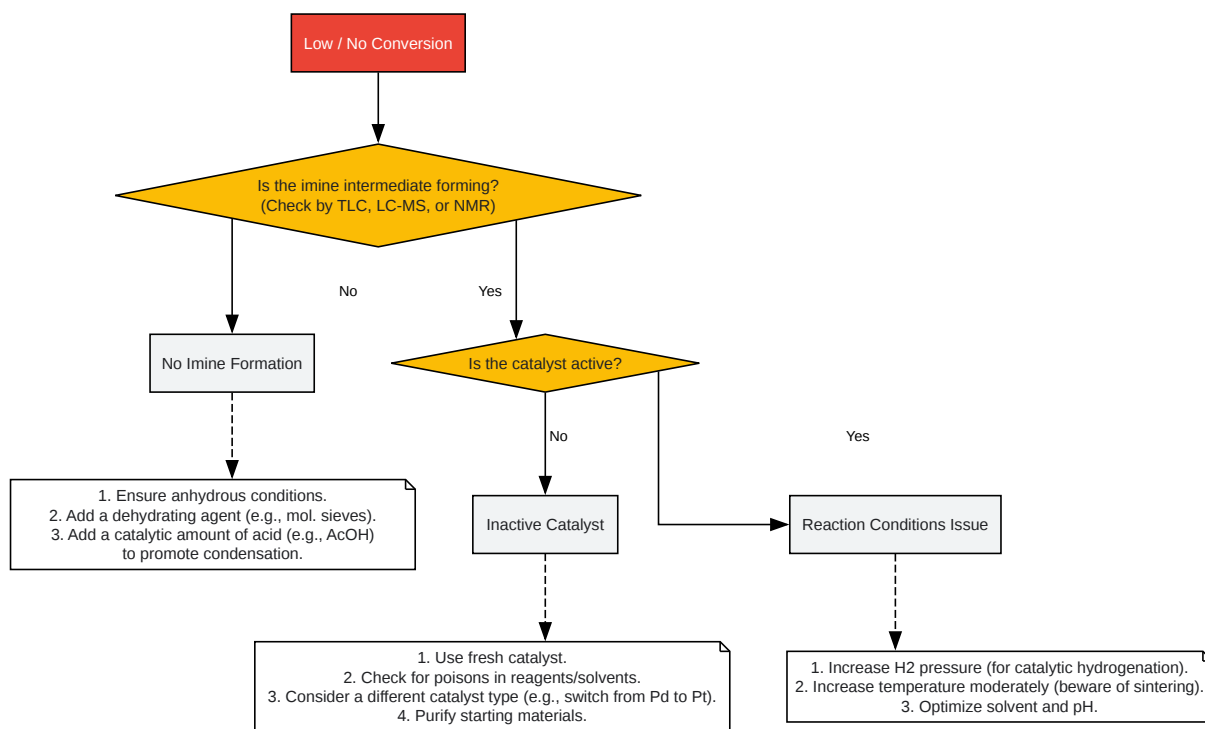 Low / No Conversion
Is the imine intermediate forming?
(Check by TLC, LC-MS, or NMR)
No
Yes
No Imine Formation
Is the catalyst active?
No
Yes
1. Ensure anhydrous conditions.
2. Add a dehydrating agent (e.g., mol. sieves).
3. Add a catalytic amount of acid (e.g., AcOH)
to promote condensation.
Inactive Catalyst
Reaction Conditions Issue
1. Use fresh catalyst.
2. Check for poisons in reagents/solvents.
3. Consider a different catalyst type (e.g., switch from Pd to Pt).
4. Purify starting materials.
1. Increase H2 pressure (for catalytic hydrogenation).
2. Increase temperature moderately (beware of sintering).
3. Optimize solvent and pH.